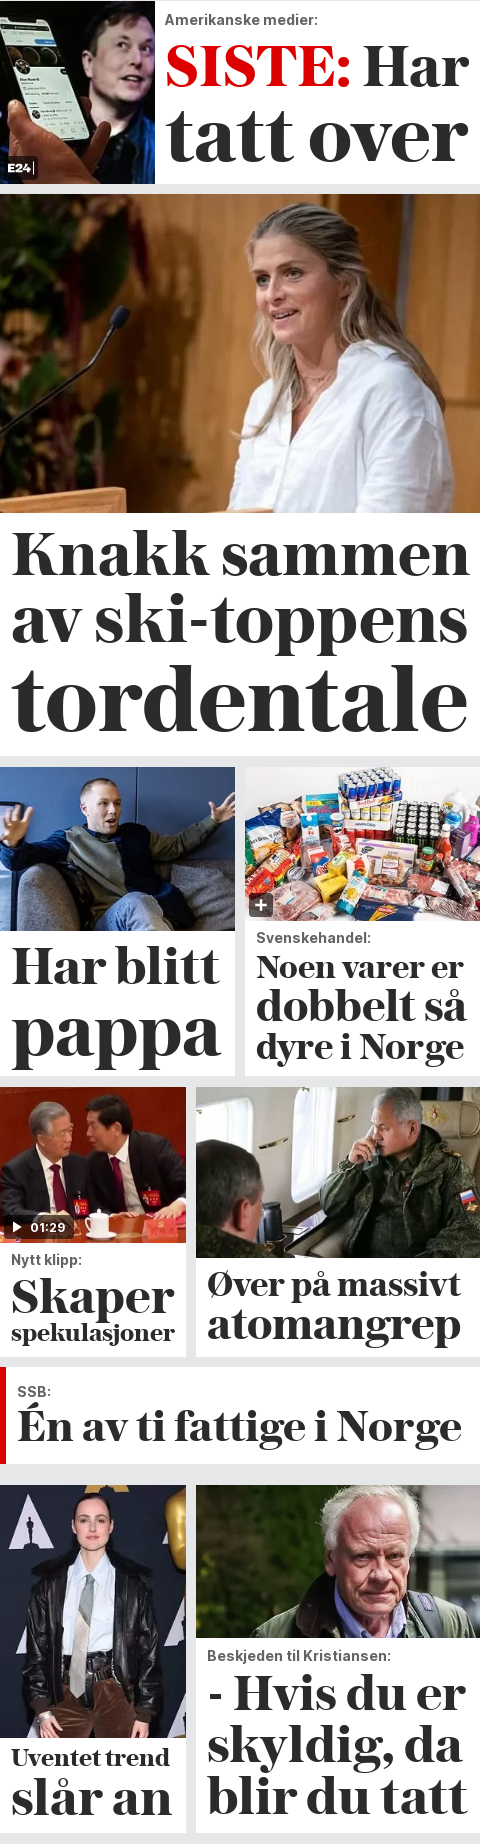 Amerikanske medier:
SISTE: Har
tatt over
E24
Knakk sammen
av ski-toppens
tordentale
Har blitt
pappa
Svenskehandel:
Noen varer er
dobbelt så
dyre i Norge
01:29
Nytt klipp:
Skaper
spekulasjoner
Øver på massivt
atomangrep
SSB:
Én av ti fattige i Norge
Uventet trend
slår an
Beskjeden til Kristiansen:
- Hvis du er
skyldig, da
blir du tatt